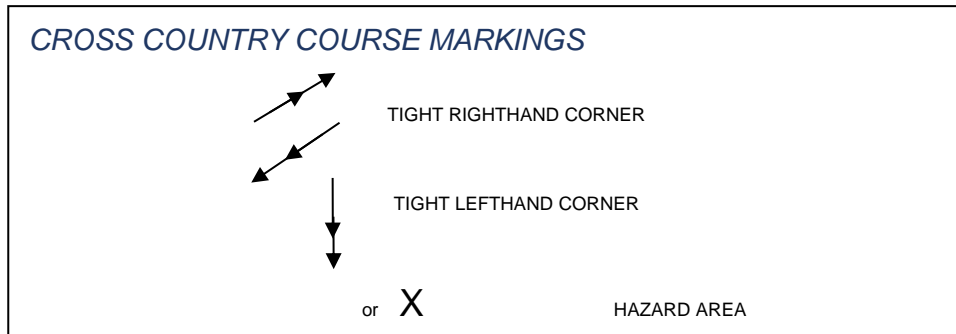 CROSS COUNTRY COURSE MARKINGS
TIGHT RIGHTHAND CORNER
TIGHT LEFTHAND CORNER
or X HAZARD AREA